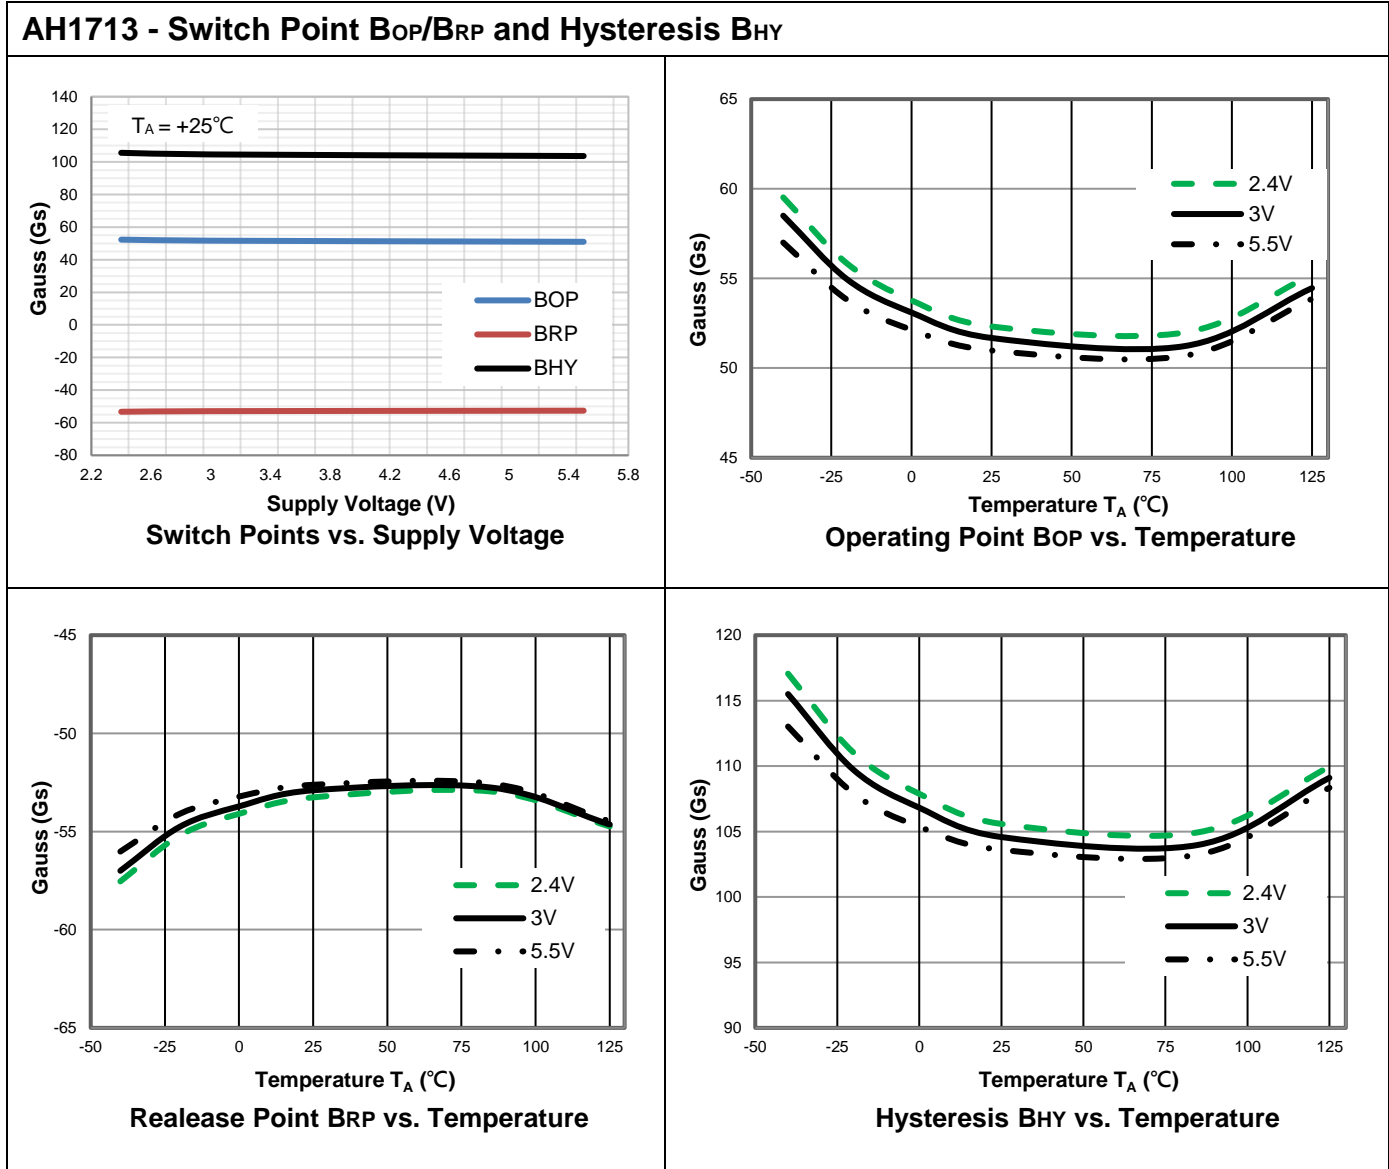 AH1713 - Switch Point BOP/BRP and Hysteresis BHY
140
120
100
80
60
40
20
0
-20
-40
-60
-80
TA = +25℃
BOP
BRP
BHY
Gauss (Gs)
2.2 2.6 3 3.4 3.8 4.2 4.6 5 5.4 5.8
Supply Voltage (V)
Switch Points vs. Supply Voltage
65
60
55
50
45
2.4V
3V
5.5V
Gauss (Gs)
-50 -25 0 25 50 75 100 125
Temperature TA (℃)
Operating Point BOP vs. Temperature
-45
-50
-55
-60
-65
2.4V
3V
5.5V
Gauss (Gs)
-50 -25 0 25 50 75 100 125
Temperature TA (℃)
Realease Point BRP vs. Temperature
120
115
110
105
100
95
90
2.4V
3V
5.5V
Gauss (Gs)
-50 -25 0 25 50 75 100 125
Temperature TA (℃)
Hysteresis BHY vs. Temperature